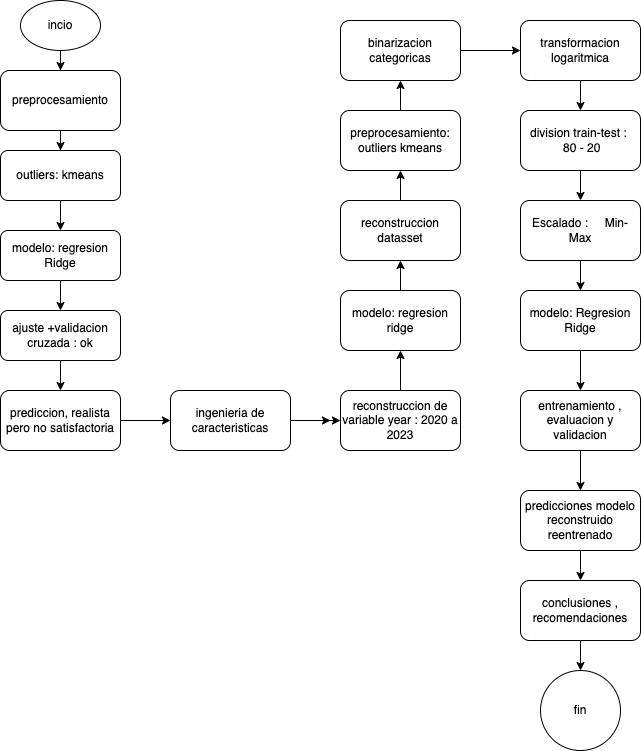 incio
preprocesamiento
outliers: kmeans
modelo: regresion
Ridge
ajuste +validacion
cruzada : ok
prediccion, realista
pero no satisfactoria
ingenieria de
caracteristicas
reconstruccion de
variable year : 2020 a
2023
modelo: regresion
ridge
reconstruccion
datasset
preprocesamiento:
outliers kmeans
binarizacion
categoricas
transformacion
logaritmica
division train-test :
80 - 20
Escalado : Min-
Max
modelo: Regresion
Ridge
entrenamiento ,
evaluacion y
validacion
predicciones modelo
reconstruido
reentrenado
conclusiones ,
recomendaciones
fin